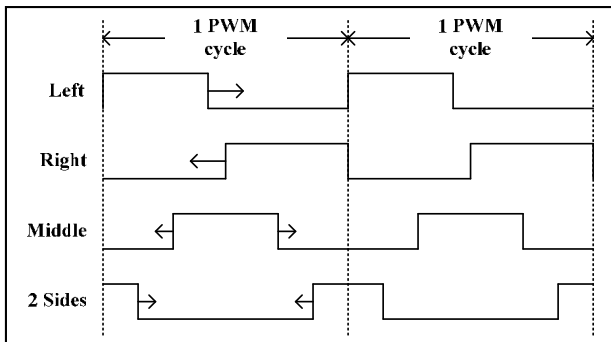 1 PWM
cycle
1 PWM
cycle
Left
Right
Middle
2 Sides